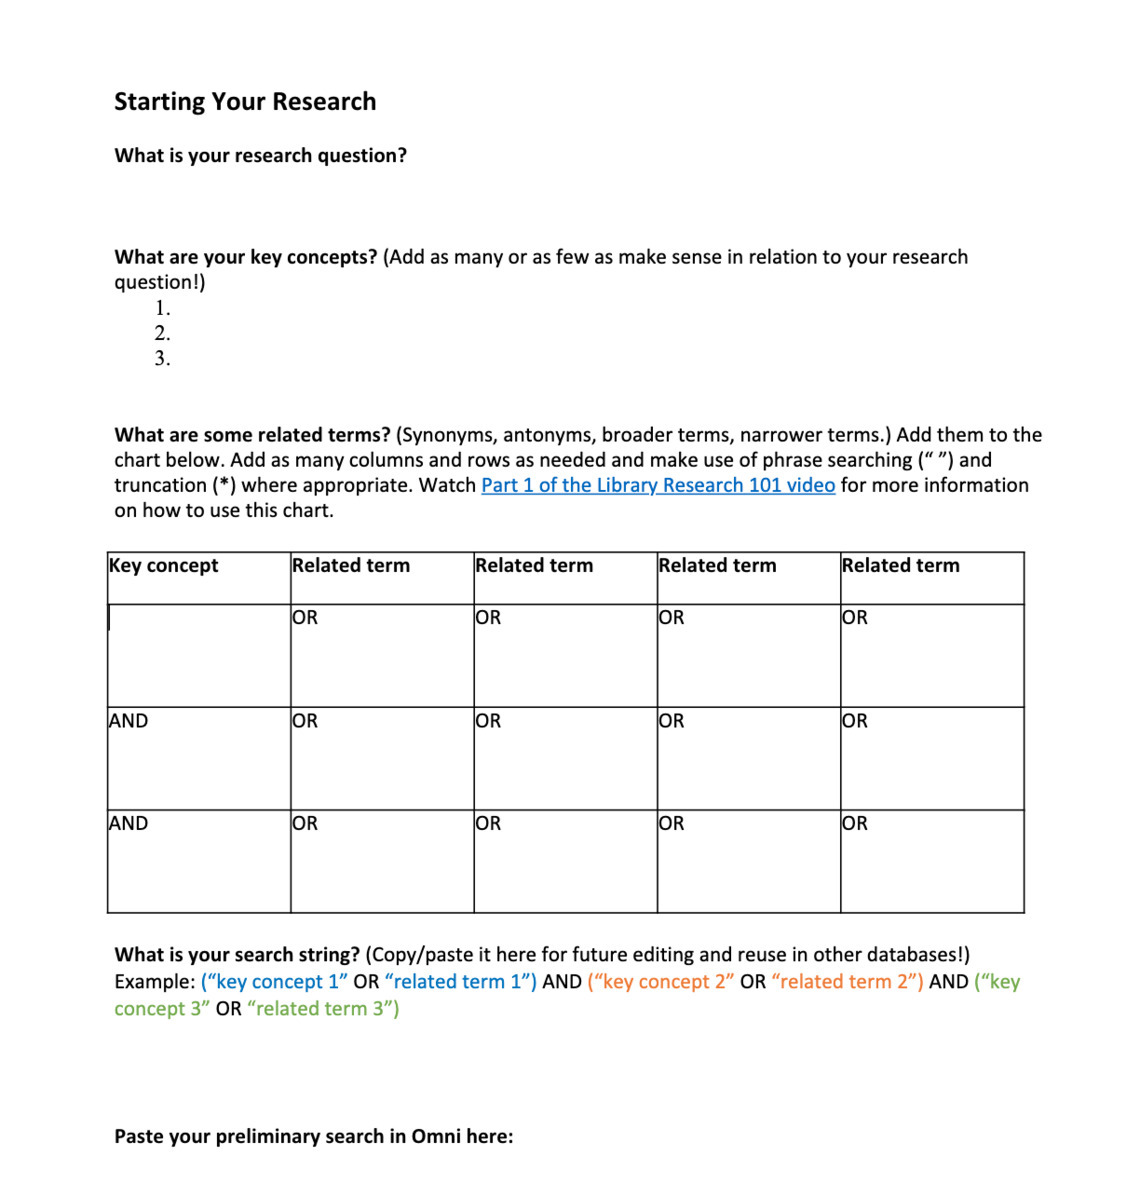 Starting Your Research
What is your research question?
What are your key concepts? (Add as many or as few as make sense in relation to your research
question!)
1.
2.
3.
What are some related terms? (Synonyms, antonyms, broader terms, narrower terms.) Add them to the
chart below. Add as many columns and rows as needed and make use of phrase searching (“ ”) and
truncation (*) where appropriate. Watch Part 1 of the Library Research 101 video for more information
on how to use this chart.
Key concept Related term Related term Related term Related term
OR OR OR OR
AND OR OR OR OR
AND OR OR OR OR
What is your search string? (Copy/paste it here for future editing and reuse in other databases!)
Example: (“key concept 1” OR “related term 1”) AND (“key concept 2” OR “related term 2”) AND (“key
concept 3” OR “related term 3”)
Paste your preliminary search in Omni here: